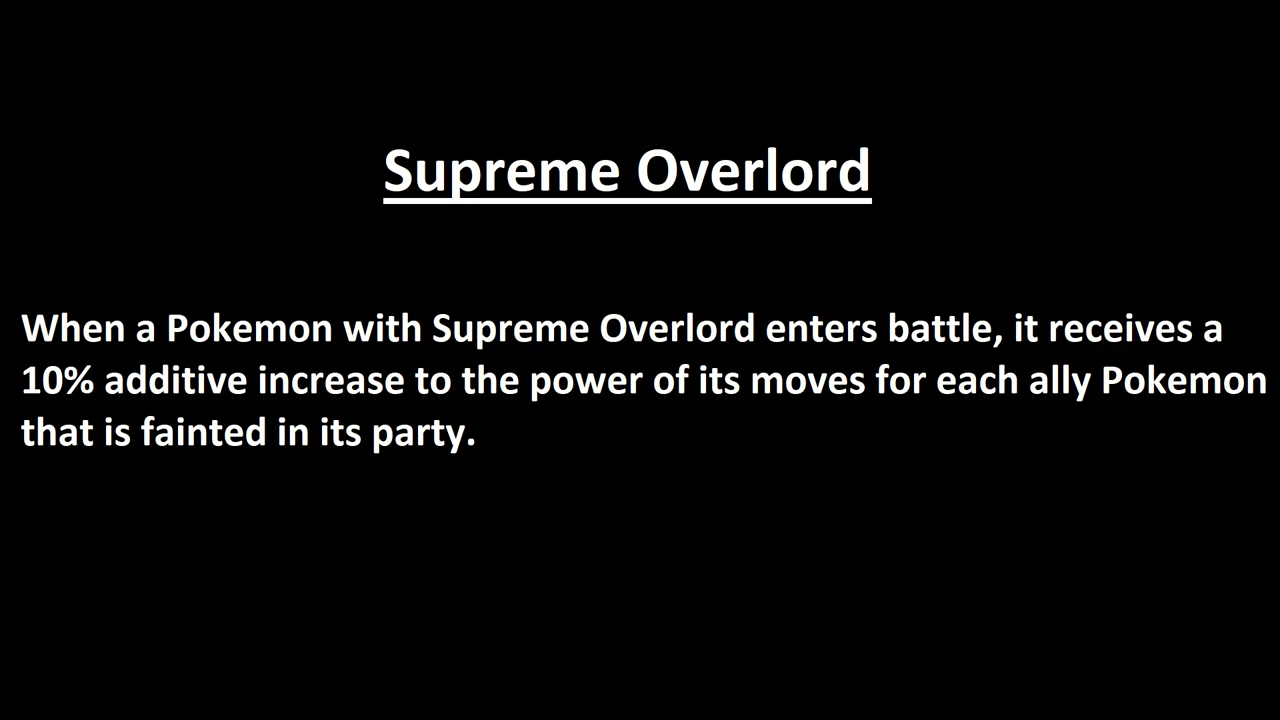 Supreme Overlord
When a Pokemon with Supreme Overlord enters battle, it receives a
10% additive increase to the power of its moves for each ally Pokemon
that is fainted in its party.